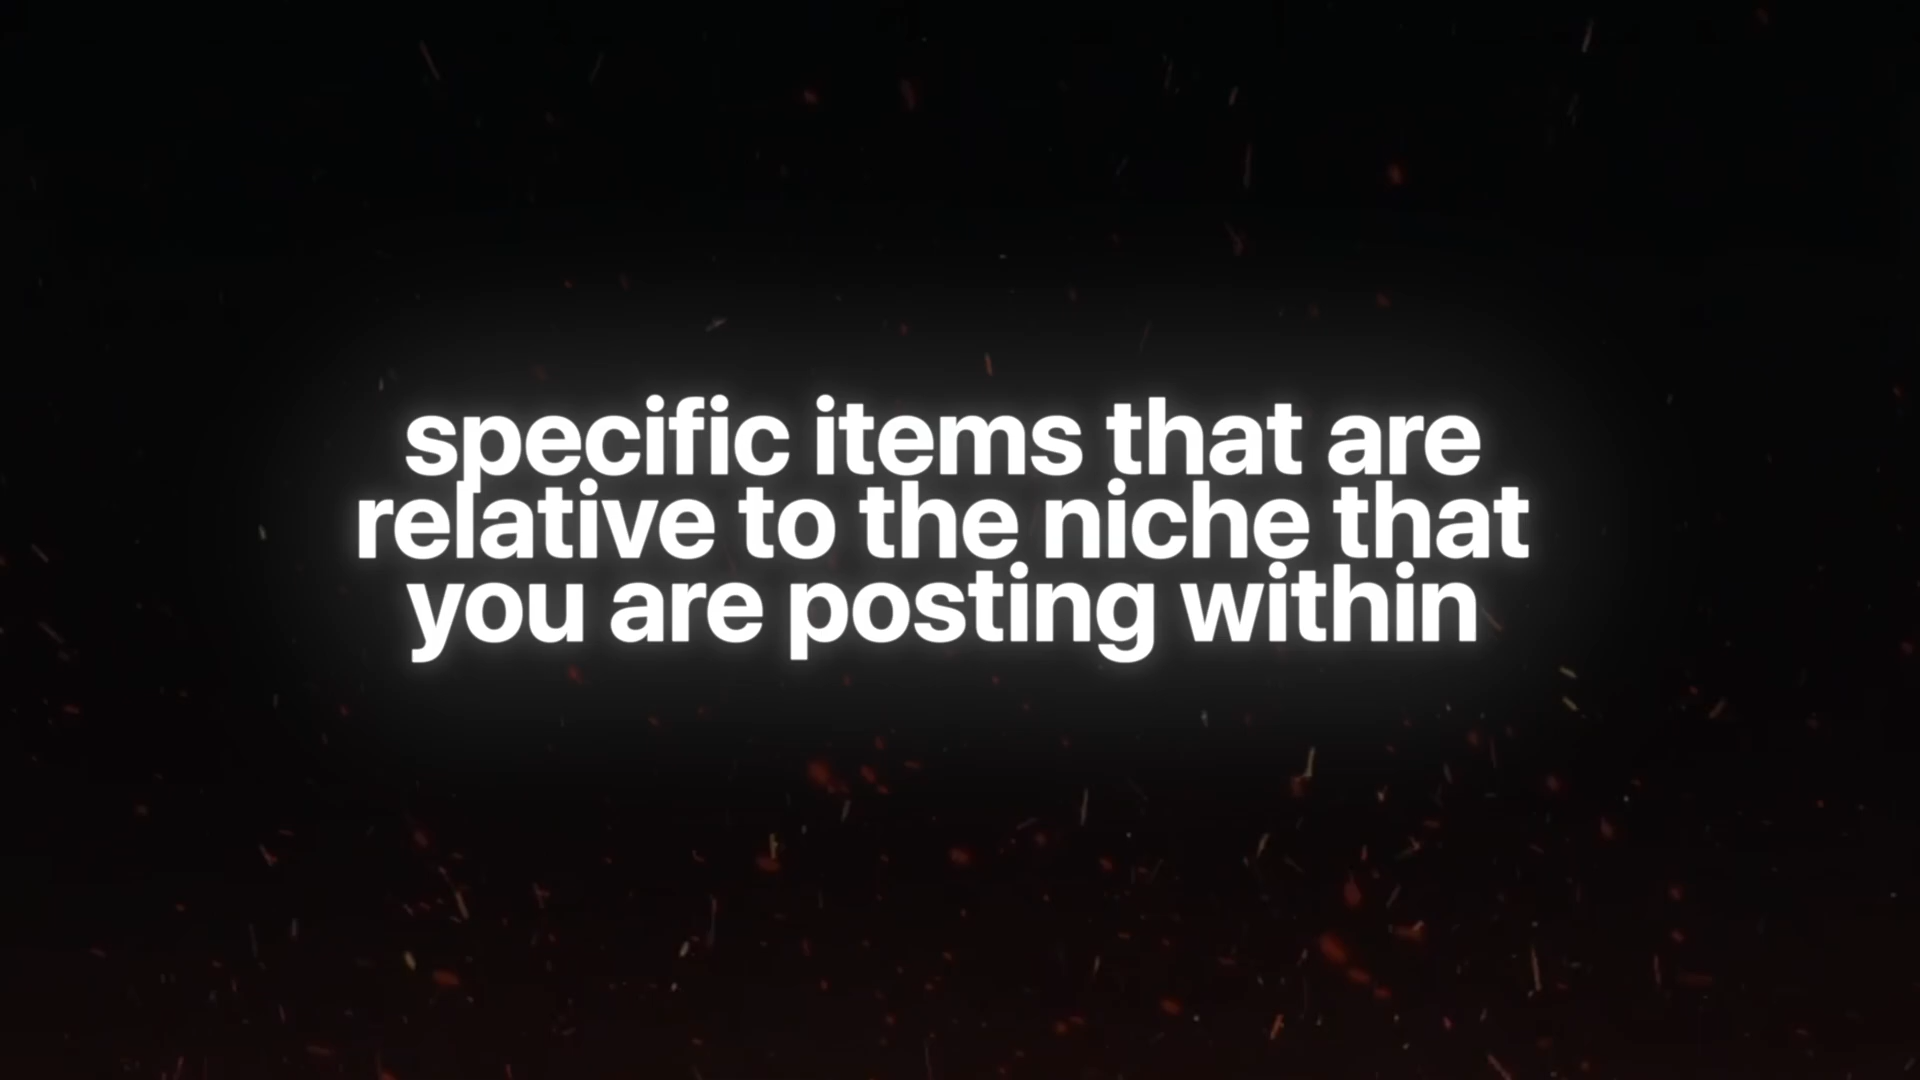 specific items that are
relative to the niche that
you are posting within